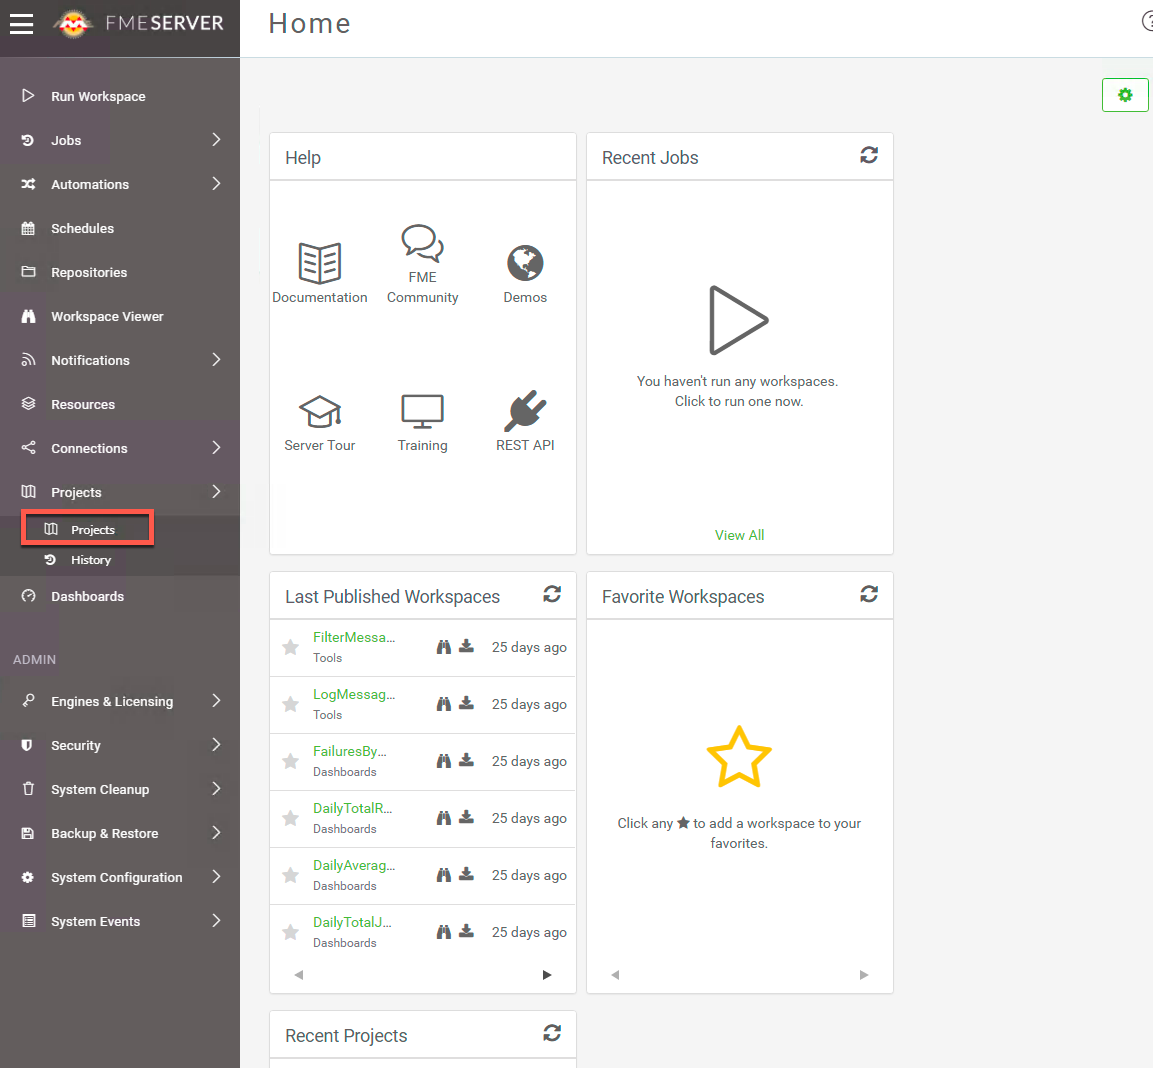 FMESERVER
Home
?
Run Workspace
Jobs
Automations
Schedules
Repositories
Workspace Viewer
Notifications
Resources
Connections
Projects
Projects
History
Dashboards
ADMIN
Engines & Licensing
Security
System Cleanup
Backup & Restore
System Configuration
System Events
Help
Documentation
FME
Community
Demos
Server Tour
Training
REST API
Recent Jobs
You haven't run any workspaces.
Click to run one now.
View All
Last Published Workspaces
FilterMessa...
Tools
25 days ago
LogMessag...
Tools
25 days ago
FailuresBy...
Dashboards
25 days ago
DailyTotalR...
Dashboards
25 days ago
DailyAverag...
Dashboards
25 days ago
DailyTotalJ...
Dashboards
25 days ago
Favorite Workspaces
Click any ★ to add a workspace to your
favorites.
Recent Projects